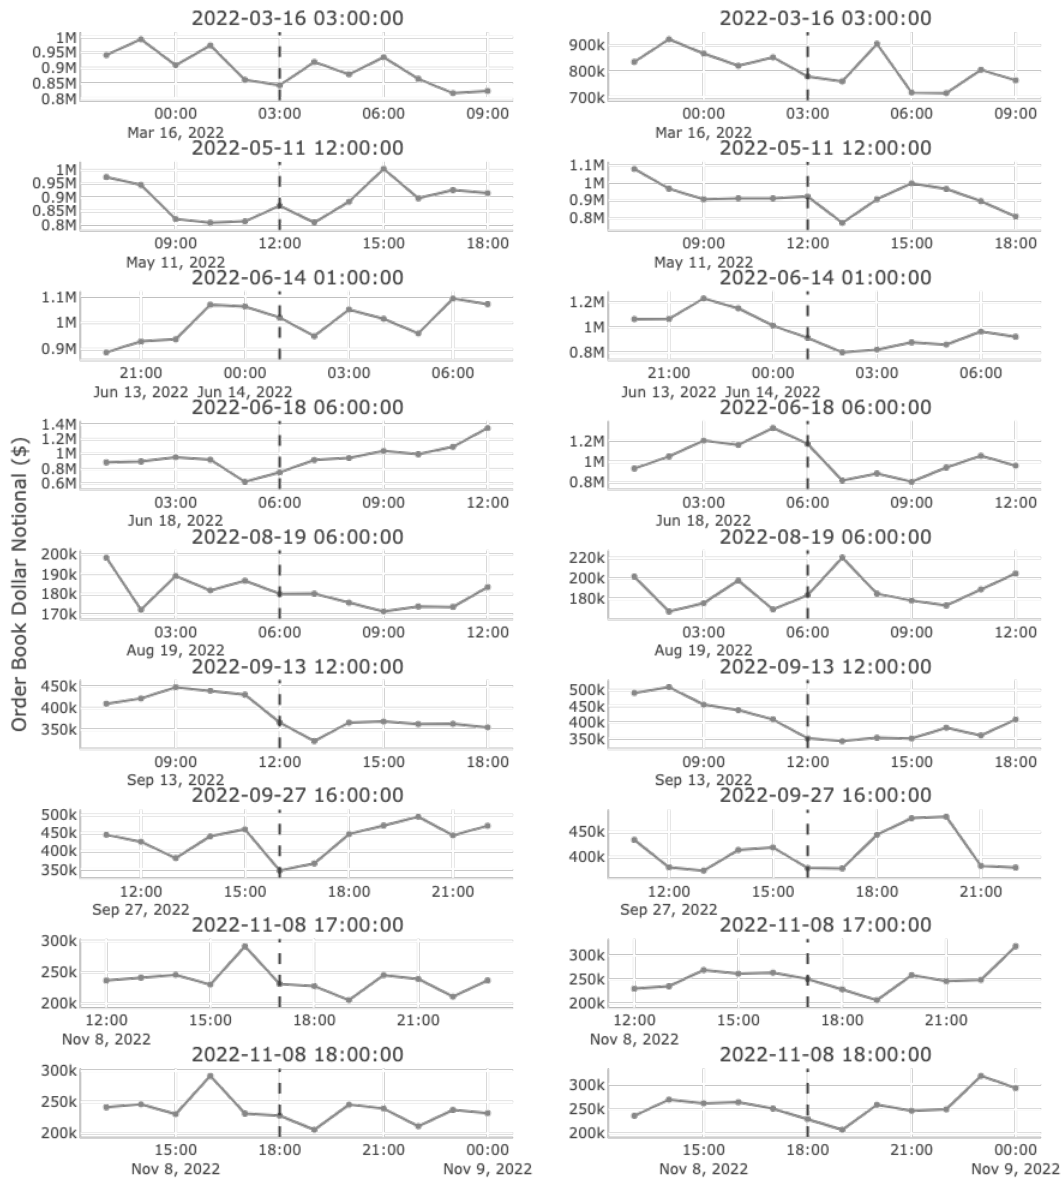 Order Book Dollar Notional ($)
2022-03-16 03:00:00
1M
0.95M
0.9M
0.85M
0.8M
00:00 03:00 06:00 09:00
Mar 16, 2022
2022-03-16 03:00:00
900k
800k
700k
00:00 03:00 06:00 09:00
Mar 16, 2022
2022-05-11 12:00:00
1M
0.95M
0.9M
0.85M
0.8M
09:00 12:00 15:00 18:00
May 11, 2022
2022-05-11 12:00:00
1.1M
1M
0.9M
0.8M
09:00 12:00 15:00 18:00
May 11, 2022
2022-06-14 01:00:00
1.1M
1M
0.9M
21:00 00:00 03:00 06:00
Jun 13, 2022 Jun 14, 2022
2022-06-14 01:00:00
1.2M
1M
0.8M
21:00 00:00 03:00 06:00
Jun 13, 2022 Jun 14, 2022
2022-06-18 06:00:00
1.4M
1.2M
1M
0.8M
0.6M
03:00 06:00 09:00 12:00
Jun 18, 2022
2022-06-18 06:00:00
1.2M
1M
0.8M
03:00 06:00 09:00 12:00
Jun 18, 2022
2022-08-19 06:00:00
200k
190k
180k
170k
03:00 06:00 09:00 12:00
Aug 19, 2022
2022-08-19 06:00:00
220k
200k
180k
03:00 06:00 09:00 12:00
Aug 19, 2022
2022-09-13 12:00:00
450k
400k
350k
09:00 12:00 15:00 18:00
Sep 13, 2022
2022-09-13 12:00:00
500k
450k
400k
350k
09:00 12:00 15:00 18:00
Sep 13, 2022
2022-09-27 16:00:00
500k
450k
400k
350k
12:00 15:00 18:00 21:00
Sep 27, 2022
2022-09-27 16:00:00
450k
400k
12:00 15:00 18:00 21:00
Sep 27, 2022
2022-11-08 17:00:00
300k
250k
200k
12:00 15:00 18:00 21:00
Nov 8, 2022
2022-11-08 17:00:00
300k
250k
200k
12:00 15:00 18:00 21:00
Nov 8, 2022
2022-11-08 18:00:00
300k
250k
200k
15:00 18:00 21:00 00:00
Nov 8, 2022 Nov 9, 2022
2022-11-08 18:00:00
300k
250k
200k
15:00 18:00 21:00 00:00
Nov 8, 2022 Nov 9, 2022